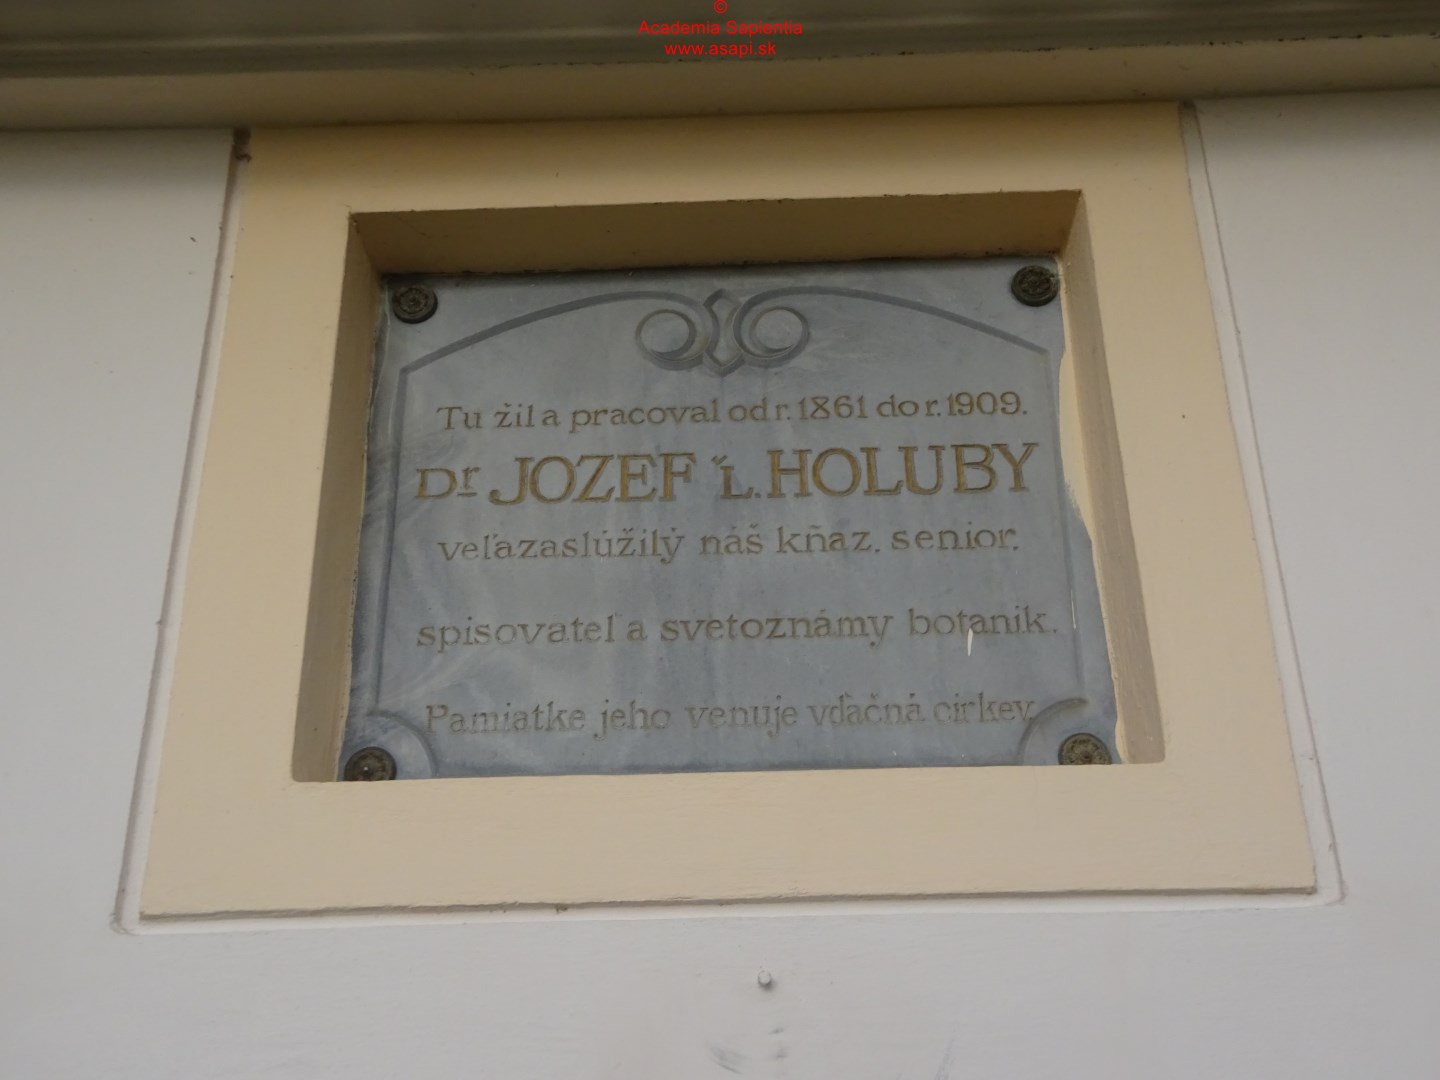 ©
Academia Sapientia
www.asapi.sk
Tu žil a pracoval od r. 1861 do r. 1909.
Dr JOZEF Ľ. HOLUBY
veľazaslúžilý náš kňaz, senior,
spisovateľ a svetoznámy botanik.
Pamiatke jeho venuje vďačná cirkev.